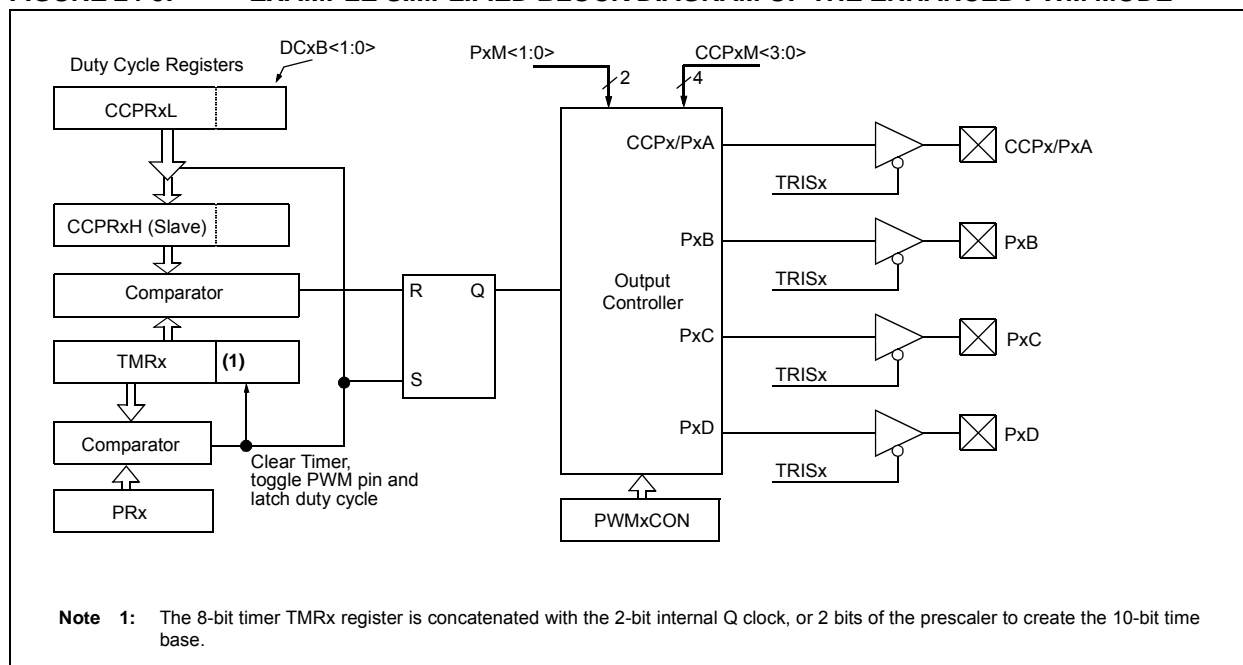 DCxB<1:0>
Duty Cycle Registers
CCPRxL
CCPRxH (Slave)
Comparator
TMRx
(1)
Comparator
PRx
Clear Timer,
toggle PWM pin and
latch duty cycle
R
Q
S
PxM<1:0>
2
CCPxM<3:0>
4
CCPx/PxA
PxB
Output
Controller
PxC
PxD
PWMxCON
TRISx
CCPx/PxA
TRISx
PxB
TRISx
PxC
TRISx
PxD
Note 1: The 8-bit timer TMRx register is concatenated with the 2-bit internal Q clock, or 2 bits of the prescaler to create the 10-bit time
base.